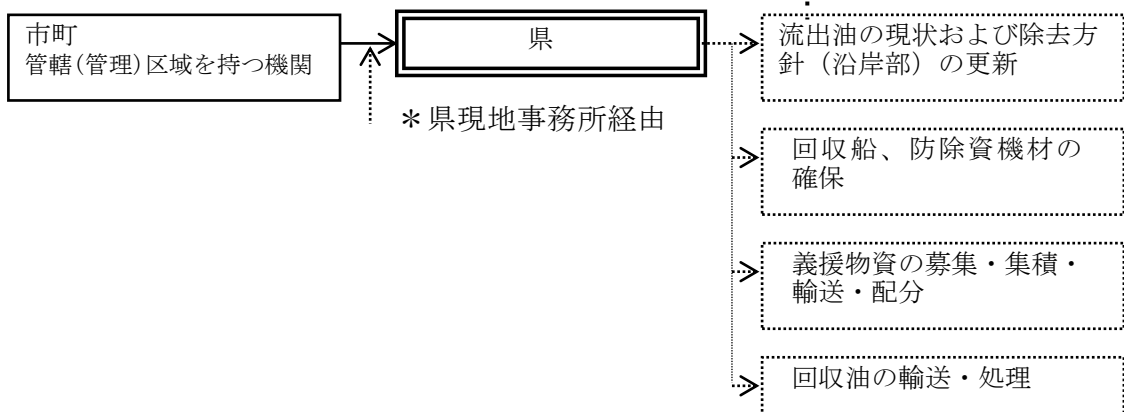 市町
管轄(管理)区域を持つ機関
県
＊県現地事務所経由
流出油の現状および除去方
針（沿岸部）の更新
回収船、防除資機材の
確保
義援物資の募集・集積・
輸送・配分
回収油の輸送・処理